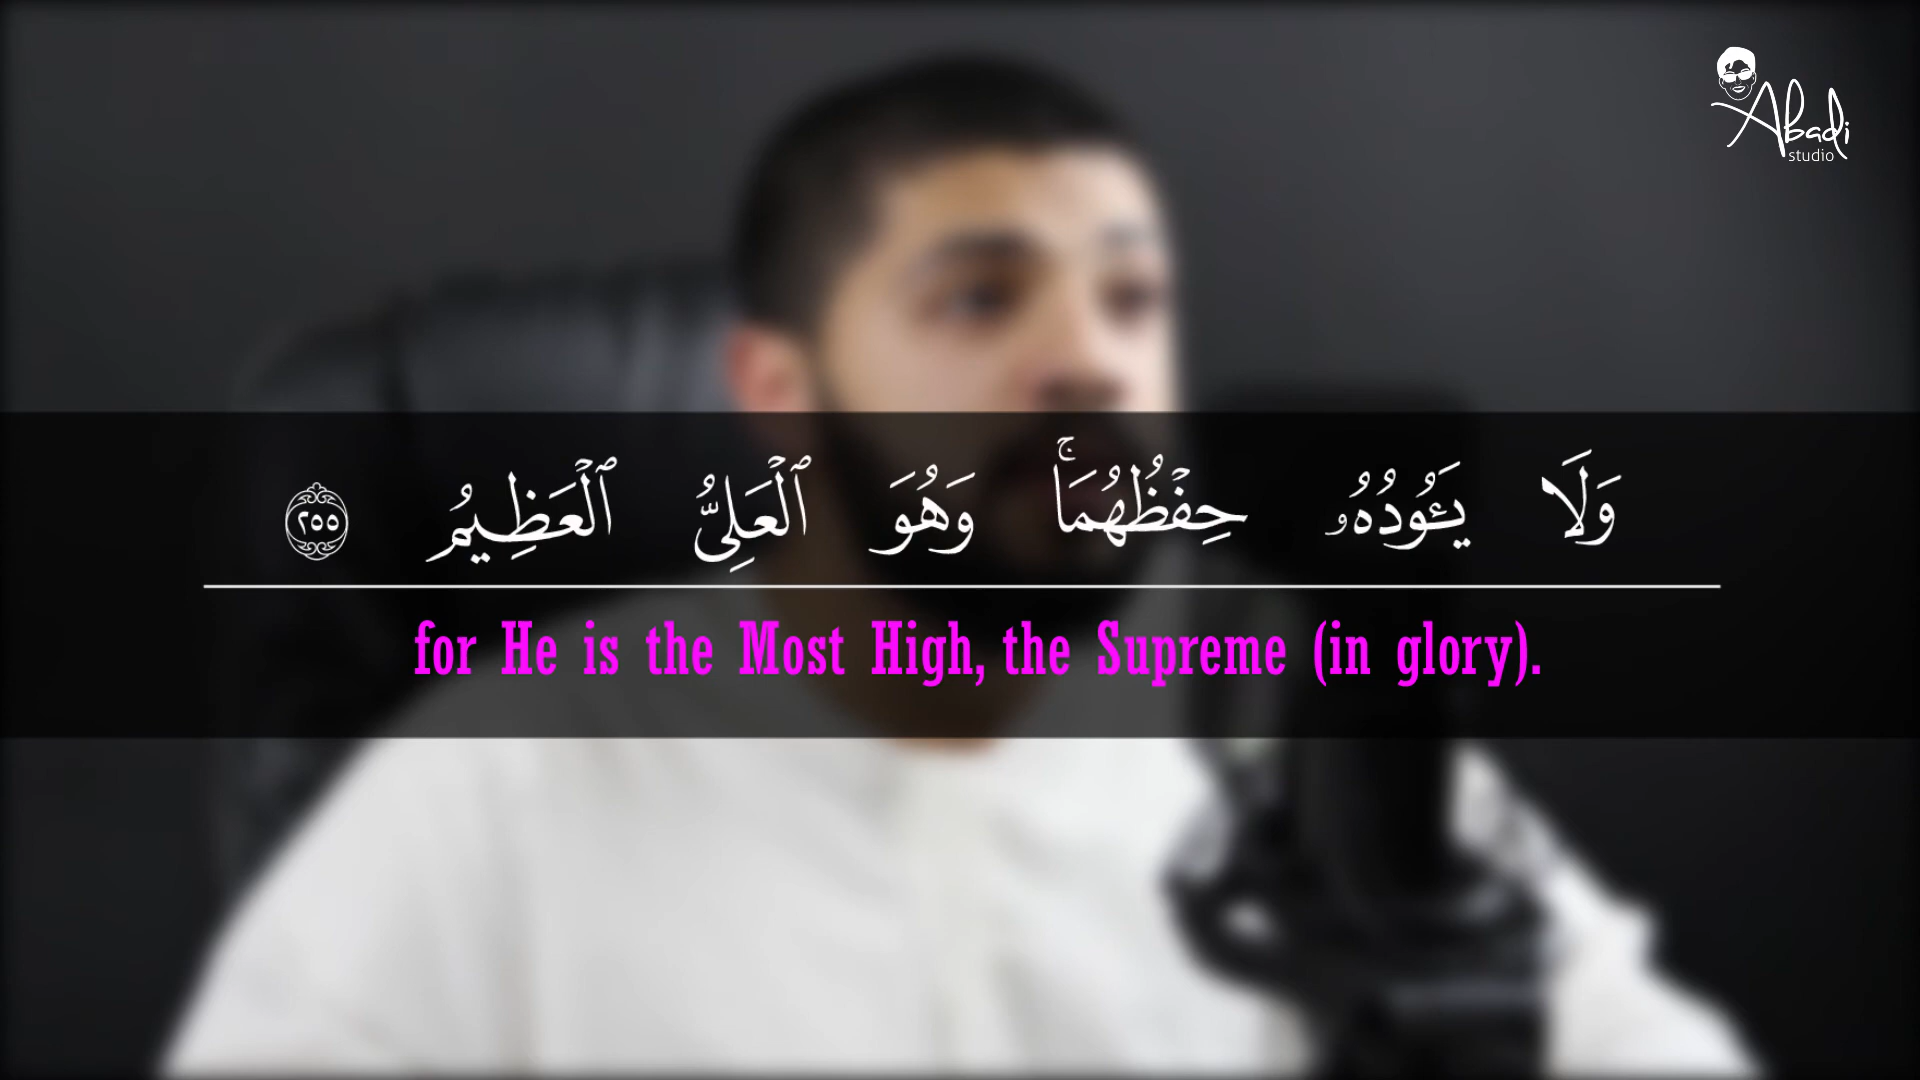 Abadi
studio
وَلَا يَـُٔودُهُۥ حِفْظُهُمَا ۚ وَهُوَ ٱلْعَلِىُّ ٱلْعَظِيمُ ٢٥٥
for He is the Most High, the Supreme (in glory).